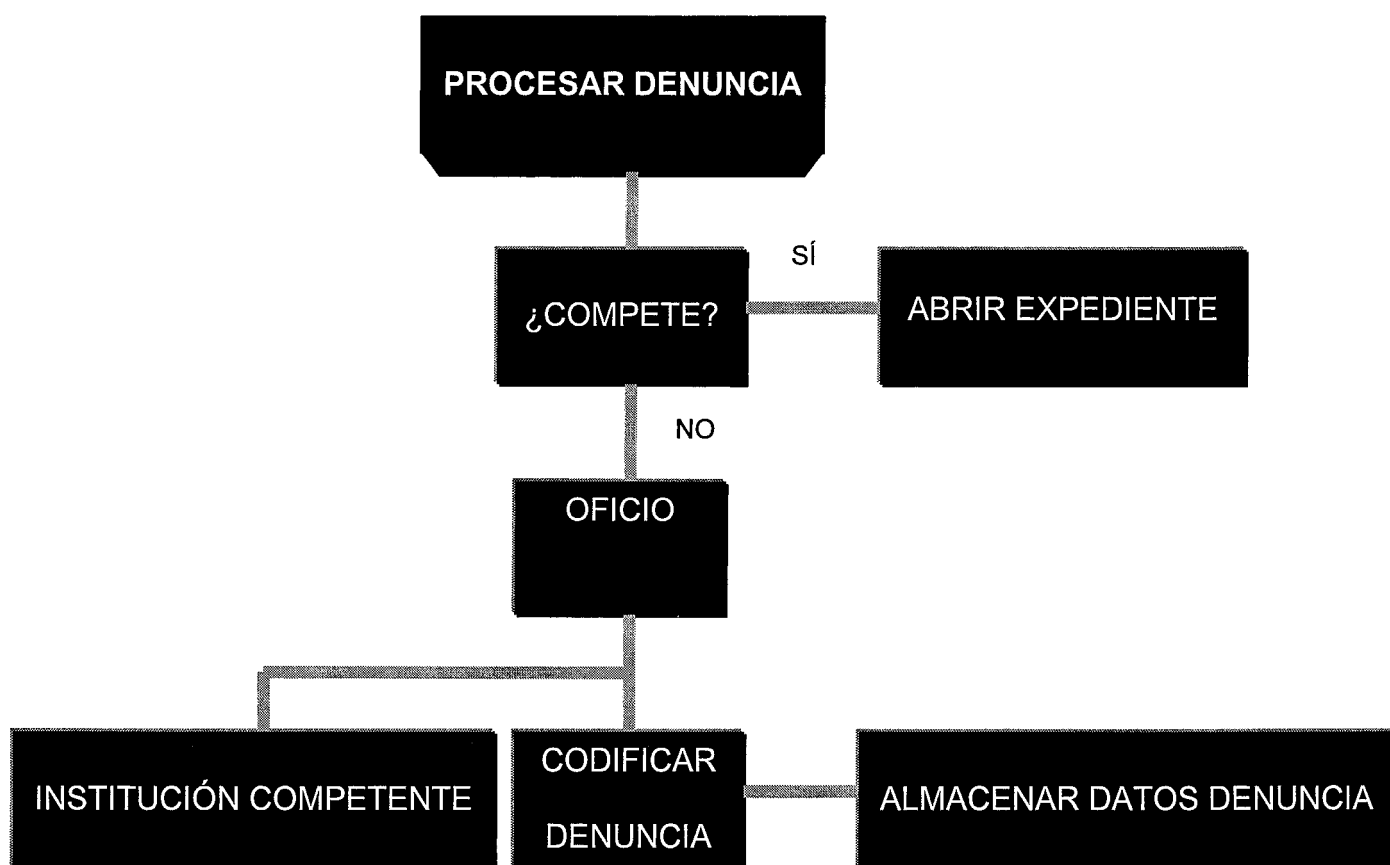 PROCESAR DENUNCIA
SÍ
¿COMPETE?
ABRIR EXPEDIENTE
NO
OFICIO
INSTITUCIÓN COMPETENTE
CODIFICAR
DENUNCIA
ALMACENAR DATOS DENUNCIA